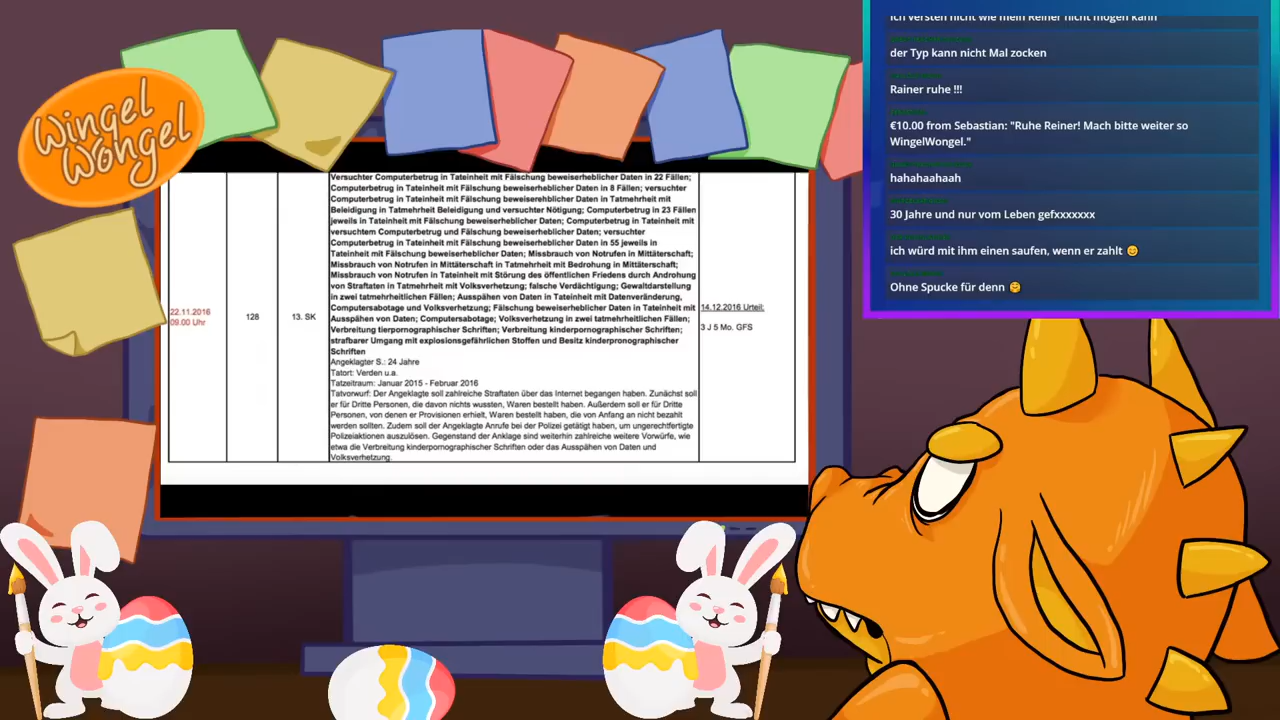 Wingel
Wongel
Versuchter Computerbetrug in Tateinheit mit Fälschung beweiserheblicher Daten in 22 Fällen;
Computerbetrug in Tateinheit mit Fälschung beweiserheblicher Daten in 8 Fällen; versuchter
Computerbetrug in Tateinheit mit Fälschung beweiserehblicher Daten in Tatmehrheit mit
Beleidigung in Tatmehrheit Beleidigung und versuchter Nötigung; Computerbetrug in 23 Fällen
jeweils in Tateinheit mit Fälschung beweiserheblicher Daten; Computerbetrug in Tateinheit mit
versuchtem Computerbetrug und Fälschung beweiserheblicher Daten; versuchter
Computerbetrug in Tateinheit mit Fälschung beweiserheblicher Daten in 55 jeweils in
Tateinheit mit Fälschung beweiserheblicher Daten; Missbrauch von Notrufen in Mittäterschaft;
Missbrauch von Notrufen in Mittäterschaft in Tatmehrheit mit Bedrohung in Mittäterschaft;
Missbrauch von Notrufen in Tateinheit mit Störung des öffentlichen Friedens durch Androhung
von Straftaten in Tatmehrheit mit Volksverhetzung; falsche Verdächtigung; Gewaltdarstellung
in zwei tatmehrheitlichen Fällen; Ausspähen von Daten in Tateinheit mit Datenveränderung,
Computersabotage und Volksverhetzung; Fälschung beweiserheblicher Daten in Tateinheit mit
Ausspähen von Daten; Computersabotage; Volksverhetzung in zwei tatmehrheitlichen Fällen;
Verbreitung tierpornographischer Schriften; Verbreitung kinderpornographischer Schriften;
strafbarer Umgang mit explosionsgefährlichen Stoffen und Besitz kinderpronographischer
Schriften
Angeklagter S.: 24 Jahre
Tatort: Verden u.a.
Tatzeitraum: Januar 2015 - Februar 2016
Tatvorwurf: Der Angeklagte soll zahlreiche Straftaten über das Internet begangen haben. Zunächst soll
er für Dritte Personen, die davon nichts wussten, Waren bestellt haben. Außerdem soll er für Dritte
Personen, von denen er Provisionen erhielt, Waren bestellt haben, die von Anfang an nicht bezahlt
werden sollten. Zudem soll der Angeklagte Anrufe bei der Polizei getätigt haben, um ungerechtfertigte
Polizeiaktionen auszulösen. Gegenstand der Anklage sind weiterhin zahlreiche weitere Vorwürfe, wie
etwa die Verbreitung kinderpornographischer Schriften oder das Ausspähen von Daten und
Volksverhetzung.
22.11.2016
09.00 Uhr
128
13. SK
14.12.2016 Urteil:
3 J 5 Mo. GFS
Ich versten nicht wie mein Reiner nicht mögen kann
der Typ kann nicht Mal zocken
Rainer ruhe !!!
€10.00 from Sebastian: "Ruhe Reiner! Mach bitte weiter so
WingelWongel."
hahahaahaah
30 Jahre und nur vom Leben gefxxxxxx
ich würd mit ihm einen saufen, wenn er zahlt 😊
Ohne Spucke für denn 🤗